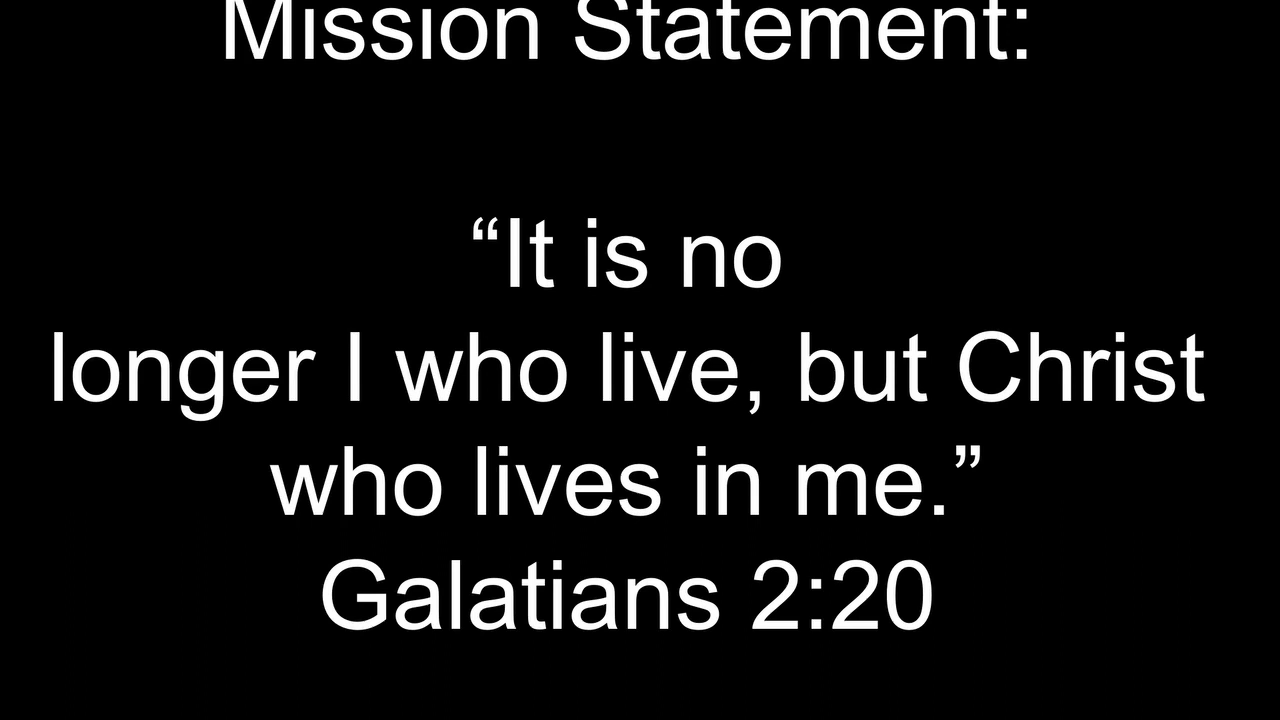 Mission Statement:
“It is no
longer I who live, but Christ
who lives in me.”
Galatians 2:20